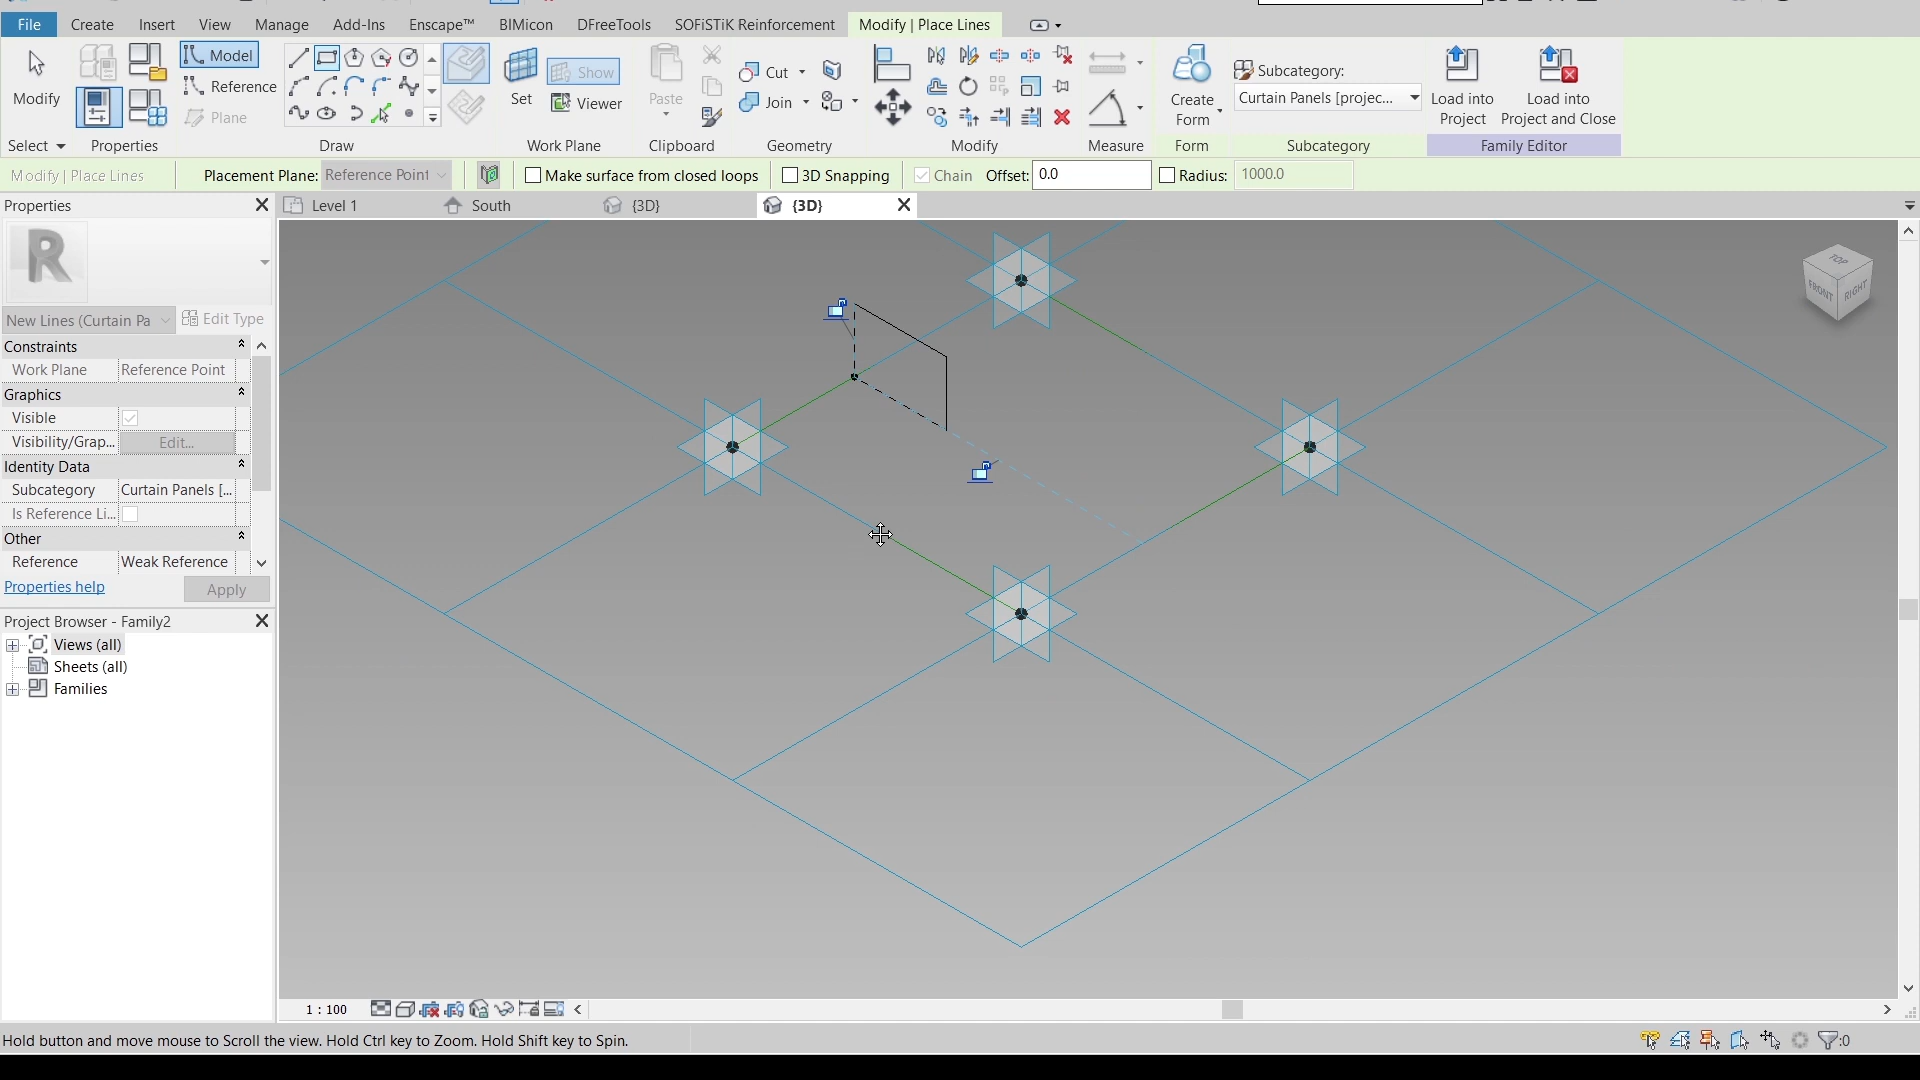 File Create Insert View Manage Add-Ins Enscape™ BIMicon DFreeTools SOFiSTiK Reinforcement Modify | Place Lines
Model
Reference
Plane
Modify
Set
Show
Viewer
Paste
Cut
Join
Create
Form
Subcategory:
Curtain Panels [projec...
Load into
Project
Load into
Project and Close
Select Properties Draw Work Plane Clipboard Geometry Modify Measure Form Subcategory Family Editor
Modify | Place Lines Placement Plane: Reference Point Make surface from closed loops 3D Snapping Chain Offset: 0.0 Radius: 1000.0
Properties
Level 1 South {3D} {3D}
TOP
FRONT RIGHT
R
New Lines (Curtain Pa Edit Type
Constraints
Work Plane Reference Point
Graphics
Visible
Visibility/Grap... Edit...
Identity Data
Subcategory Curtain Panels [...
Is Reference Li...
Other
Reference Weak Reference
Properties help Apply
Project Browser - Family2
Views (all)
Sheets (all)
Families
1 : 100
Hold button and move mouse to Scroll the view. Hold Ctrl key to Zoom. Hold Shift key to Spin.
:0